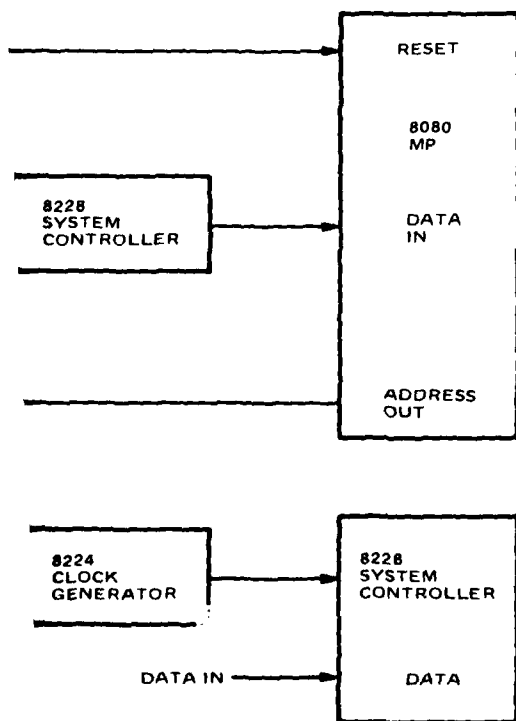 RESET
8080
MP
8228
SYSTEM
CONTROLLER
DATA
IN
ADDRESS
OUT
8224
CLOCK
GENERATOR
8228
SYSTEM
CONTROLLER
DATA IN
DATA